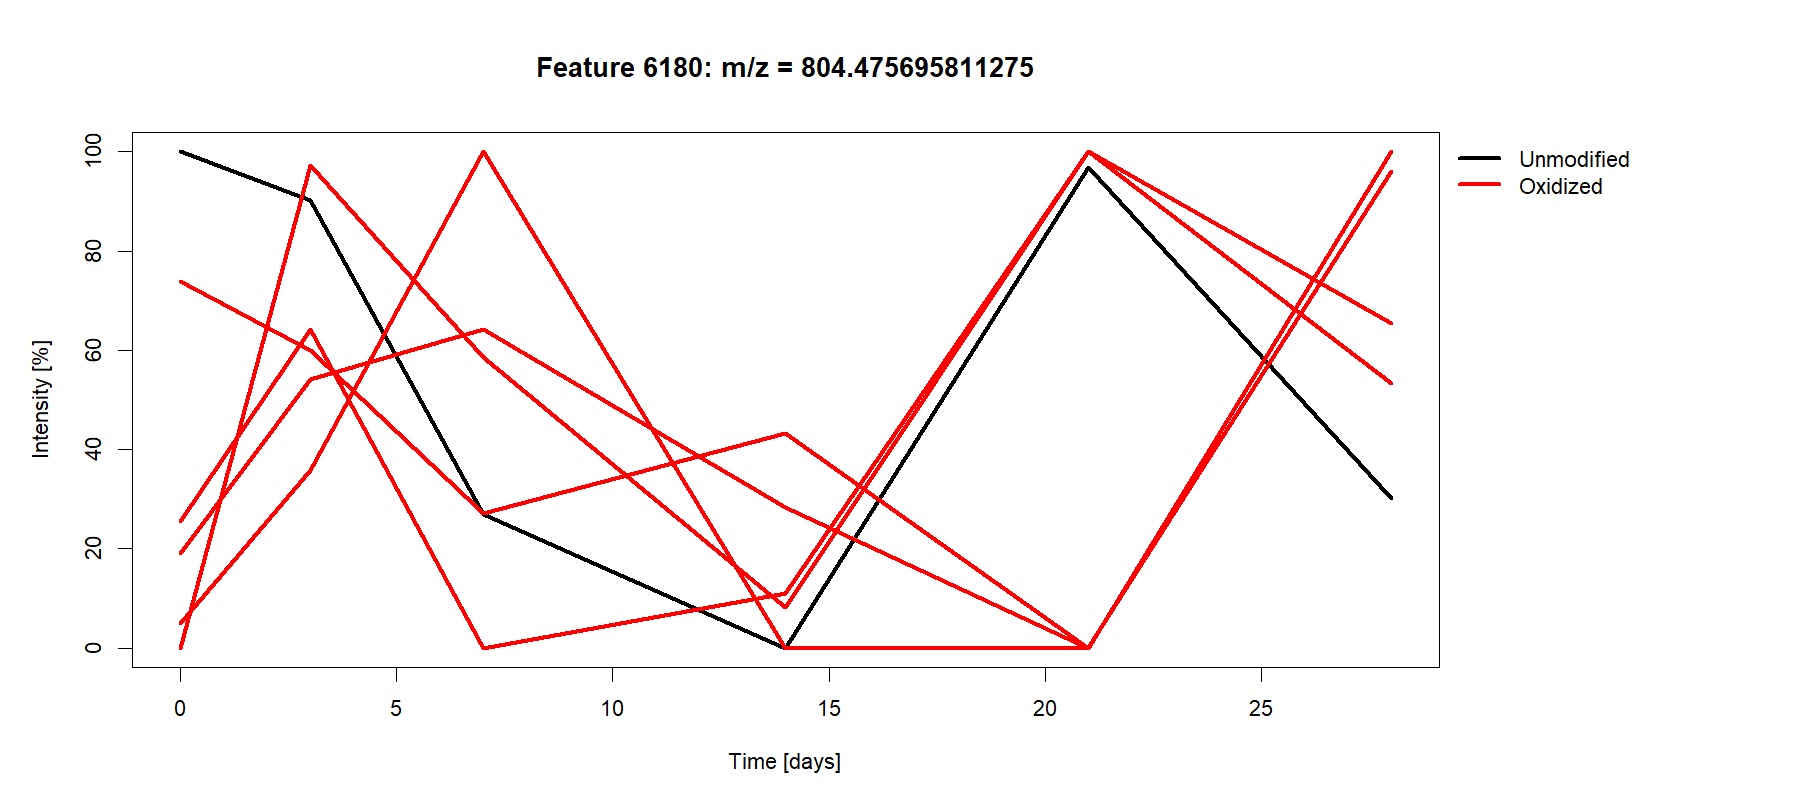 Feature 6180: m/z = 804.475695811275
Unmodified
Oxidized
Intensity [%]
100
80
60
40
20
0
0 5 10 15 20 25
Time [days]